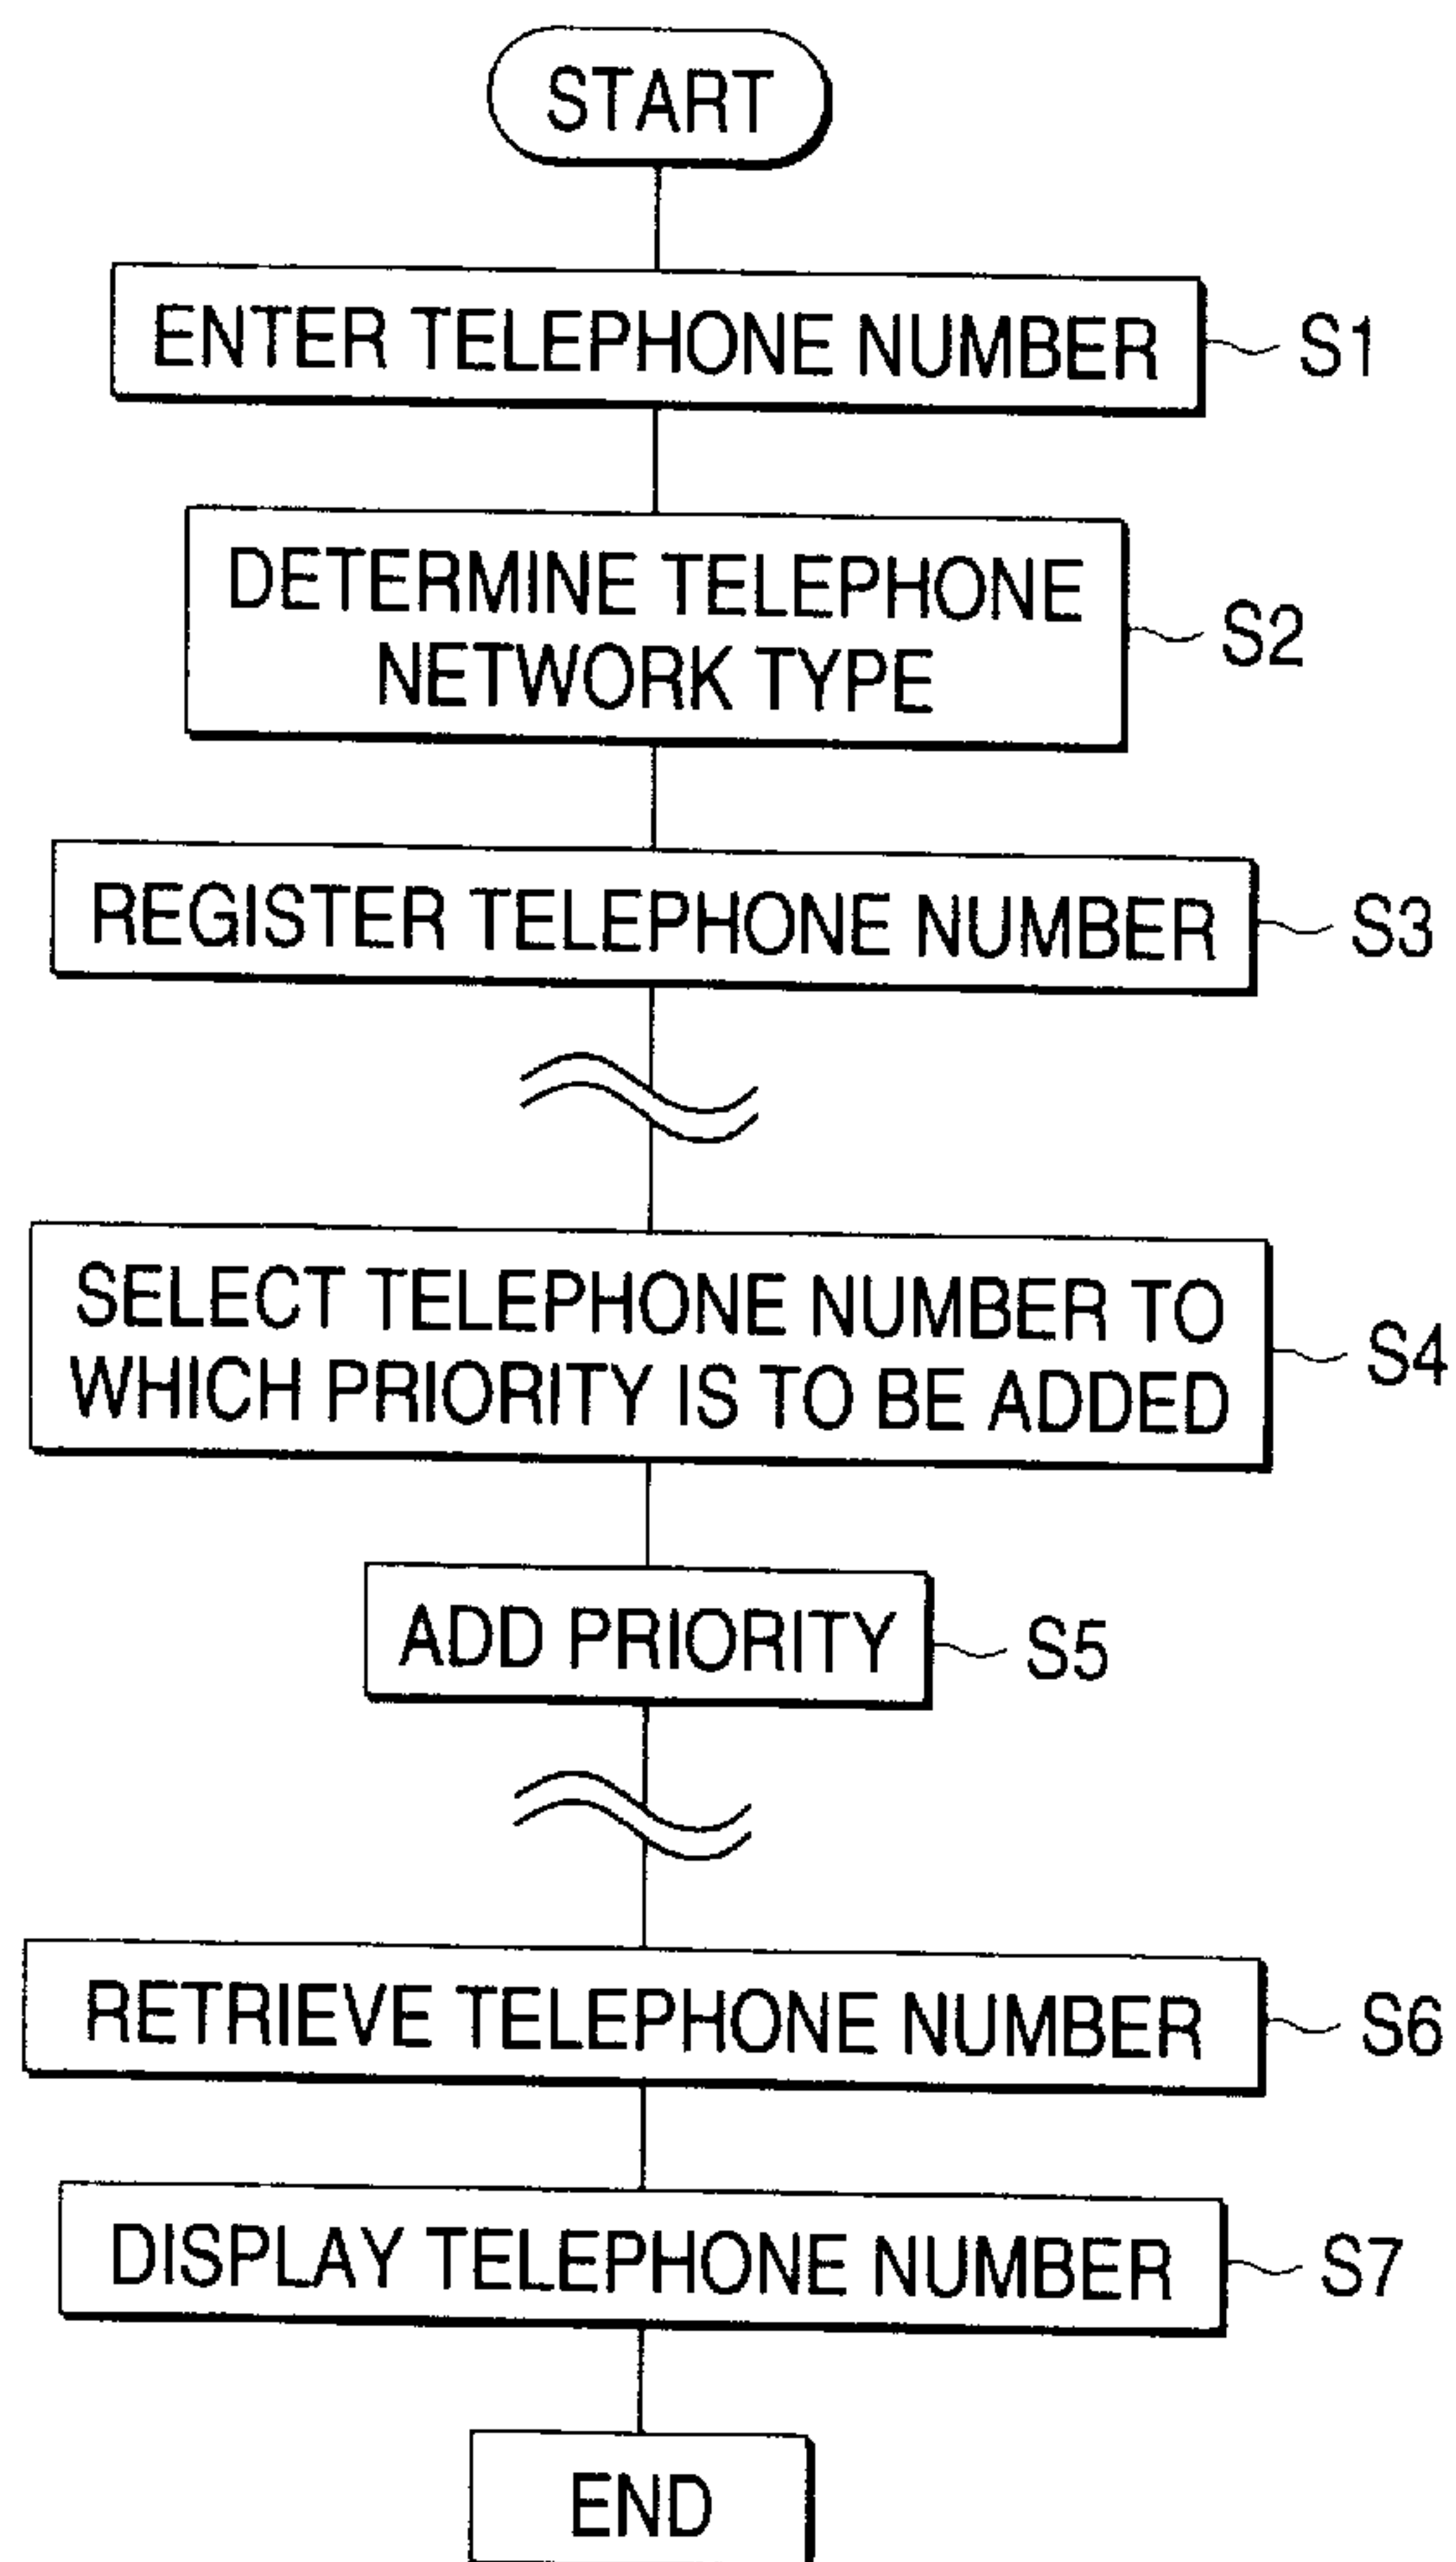 START
ENTER TELEPHONE NUMBER
S1
DETERMINE TELEPHONE
NETWORK TYPE
S2
REGISTER TELEPHONE NUMBER
S3
SELECT TELEPHONE NUMBER TO
WHICH PRIORITY IS TO BE ADDED
S4
ADD PRIORITY
S5
RETRIEVE TELEPHONE NUMBER
S6
DISPLAY TELEPHONE NUMBER
S7
END